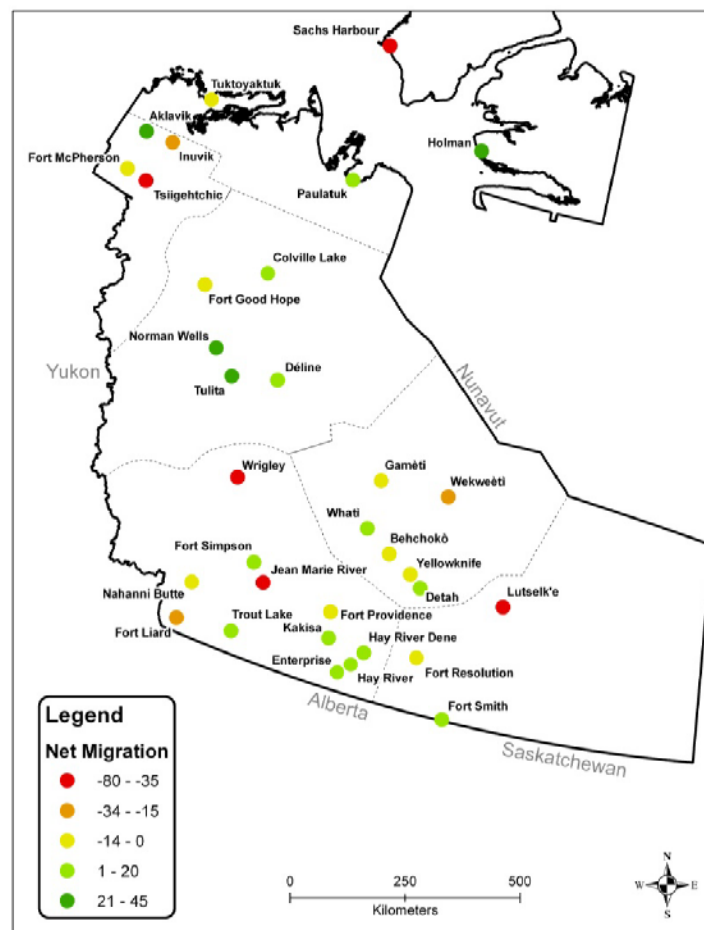 Sachs Harbour
Tuktoyaktuk
Aklavik
Inuvik
Holman
Fort McPherson
Tsiigehtchic
Paulatuk
Colville Lake
Fort Good Hope
Norman Wells
Yukon
Tulita
Déline
Nunavut
Wrigley
Gamèti
Wekweèti
Whati
Behchokò
Fort Simpson
Yellowknife
Jean Marie River
Nahanni Butte
Detah
Lutselk'e
Trout Lake
Fort Providence
Fort Liard
Kakisa
Hay River Dene
Enterprise
Hay River
Fort Resolution
Alberta
Fort Smith
Saskatchewan
Legend
Net Migration
-80 - -35
-34 - -15
-14 - 0
1 - 20
21 - 45
0 250 500
Kilometers
N
W E
S